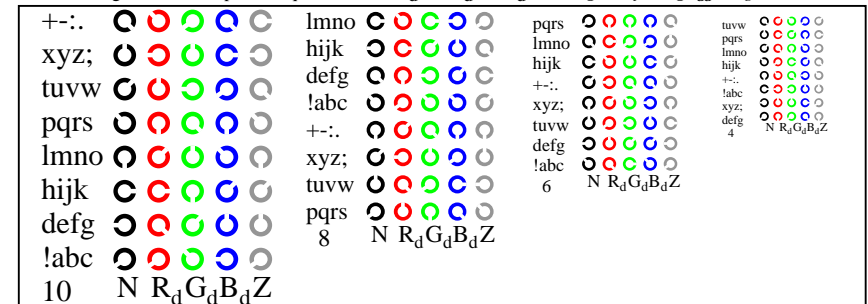 +-:.
xyz;
tuvw
pqrs
lmno
hijk
defg
!abc
10 N RdGdBdZ
lmno
hijk
defg
!abc
+-:.
xyz;
tuvw
pqrs
8 N RdGdBdZ
pqrs
lmno
hijk
+-:.
xyz;
tuvw
defg
!abc
6 N RdGdBdZ
tuvw
pqrs
lmno
hijk
+-:.
!abc
xyz;
defg
4 N RdGdBdZ